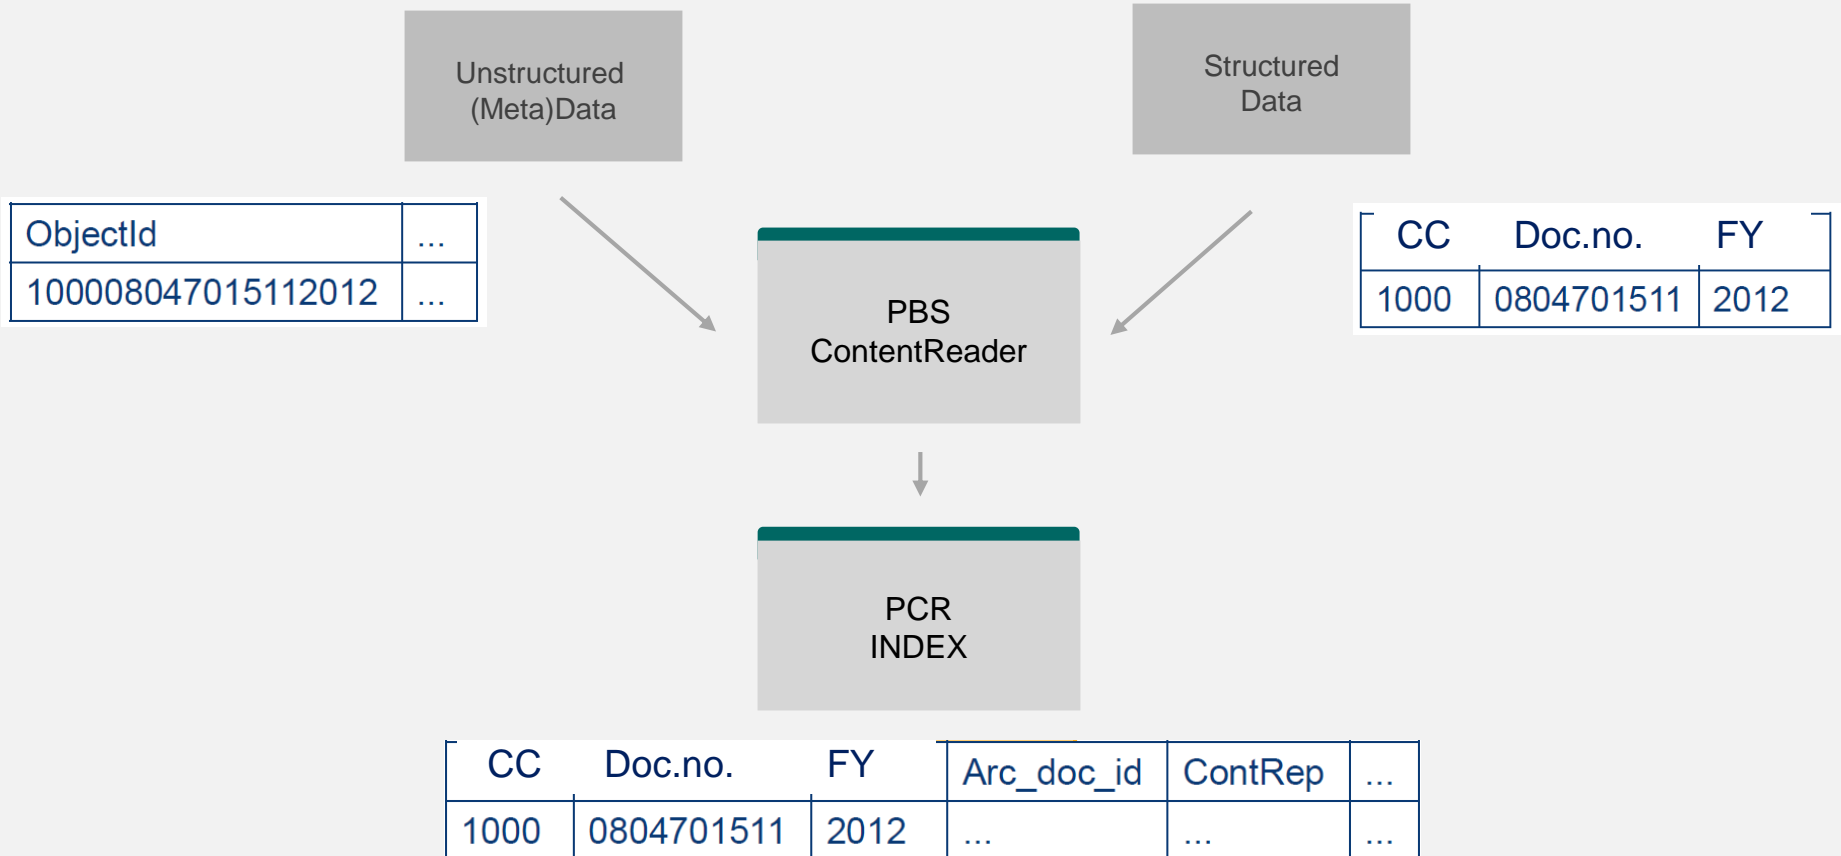 Unstructured
(Meta)Data
Structured
Data
ObjectId ...
100008047015112012 ...
CC Doc.no. FY
1000 0804701511 2012
PBS
ContentReader
PCR
INDEX
CC Doc.no. FY Arc_doc_id ContRep ...
1000 0804701511 2012 ... ... ...